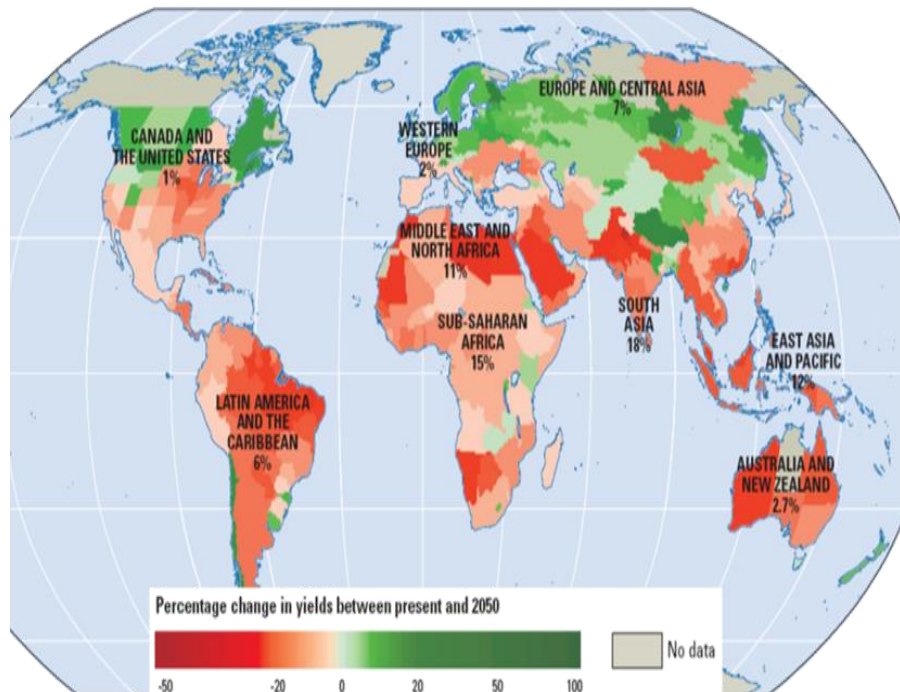 EUROPE AND CENTRAL ASIA
7%
CANADA AND
THE UNITED STATES
1%
WESTERN
EUROPE
2%
MIDDLE EAST AND
NORTH AFRICA
11%
SUB-SAHARAN
AFRICA
15%
SOUTH
ASIA
18%
EAST ASIA
AND PACIFIC
12%
LATIN AMERICA
AND THE
CARIBBEAN
6%
AUSTRALIA AND
NEW ZEALAND
2.7%
Percentage change in yields between present and 2050
No data
-50 -20 0 20 50 100